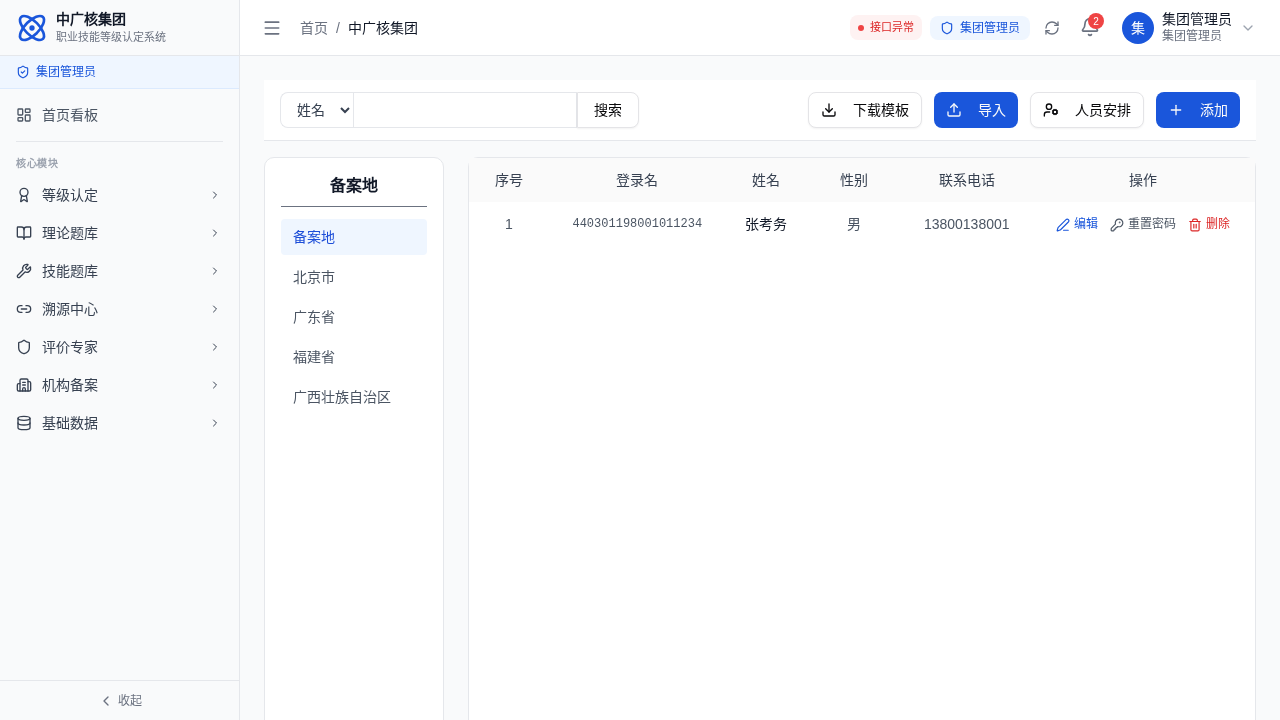 中广核集团
职业技能等级认定系统
集团管理员
首页看板
核心模块
等级认定
理论题库
技能题库
溯源中心
评价专家
机构备案
基础数据
收起
首页 / 中广核集团
接口异常
集团管理员
2
集
集团管理员
集团管理员
姓名
搜索
下载模板
导入
人员安排
添加
备案地
备案地
北京市
广东省
福建省
广西壮族自治区
序号 登录名 姓名 性别 联系电话 操作
1 440301198001011234 张考务 男 13800138001 编辑 重置密码 删除